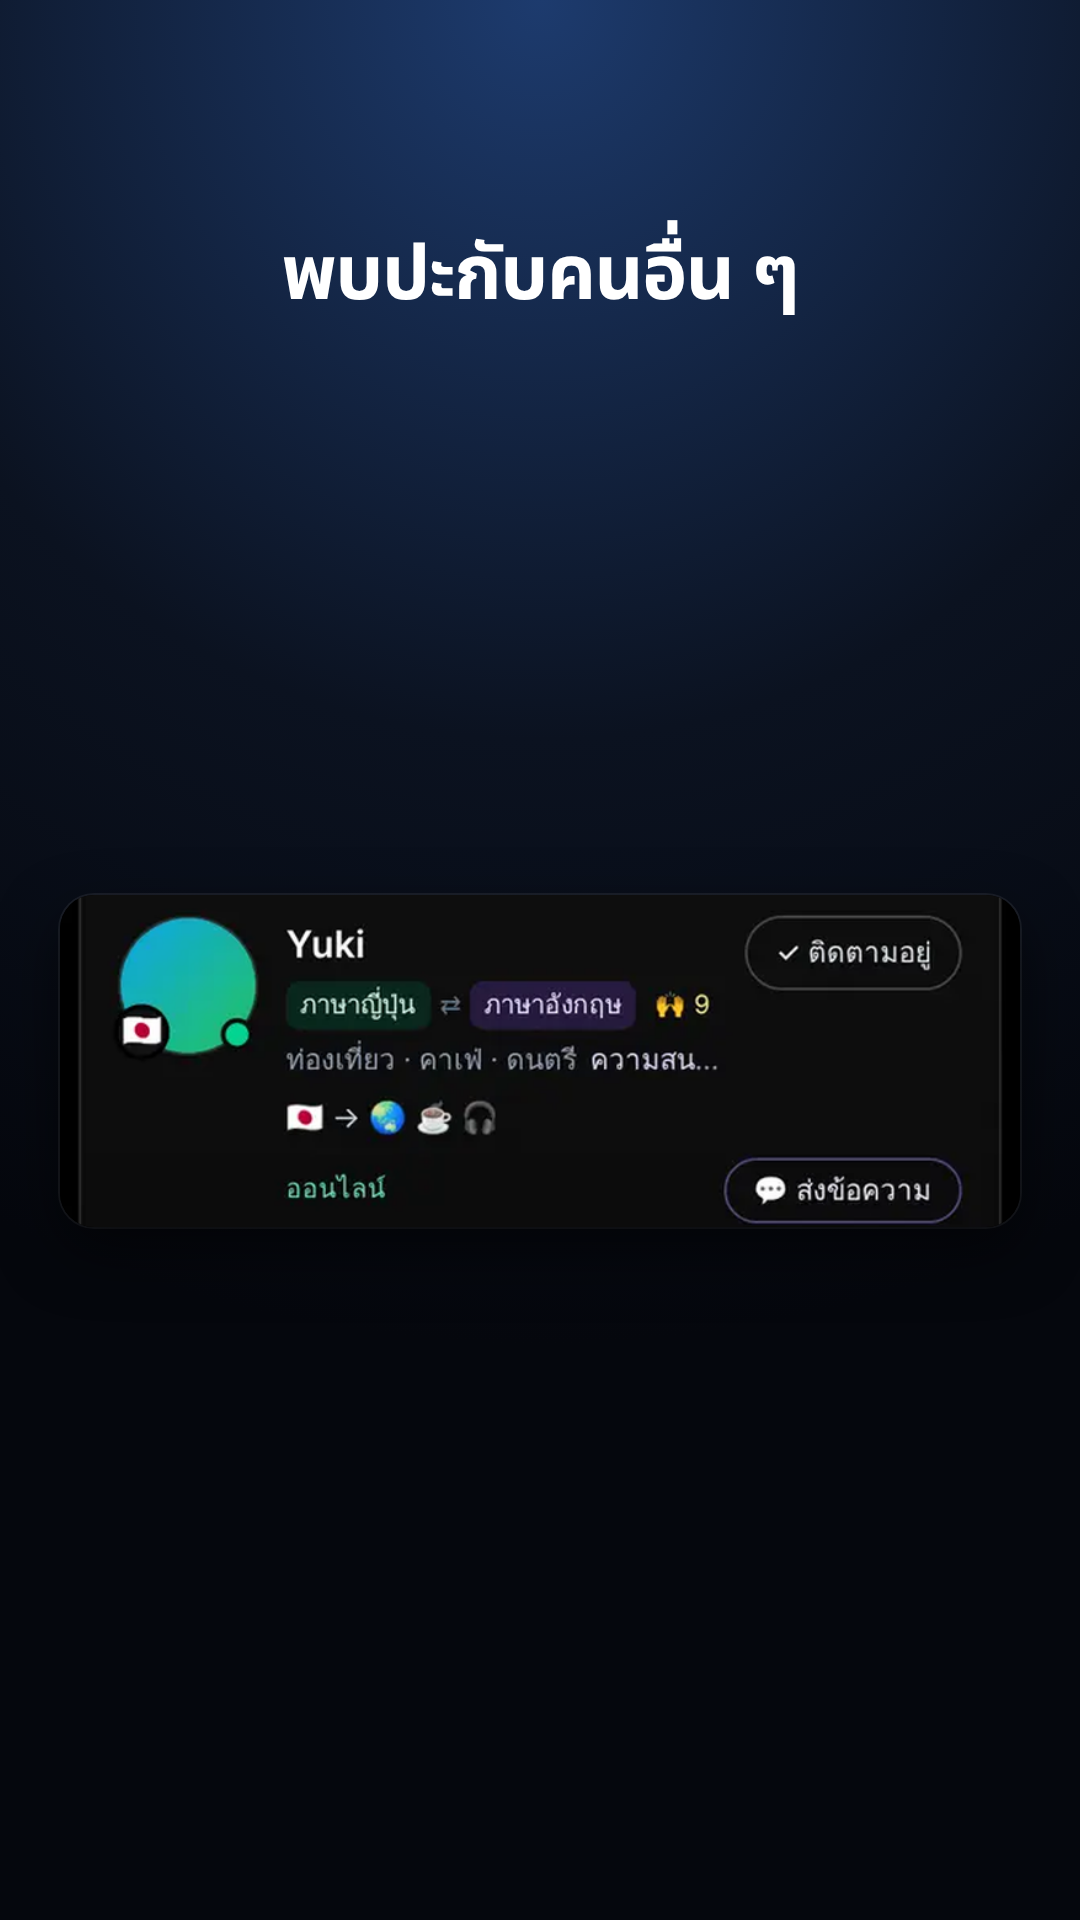 พบปะกับคนอื่น ๆ
Yuki
✓ ติดตามอยู่
ภาษาญี่ปุ่น ⇄ ภาษาอังกฤษ 🙌 9
ท่องเที่ยว · คาเฟ่ · ดนตรี ความสน...
🇯🇵 → 🌏 ☕ 🎧
ออนไลน์
💬 ส่งข้อความ